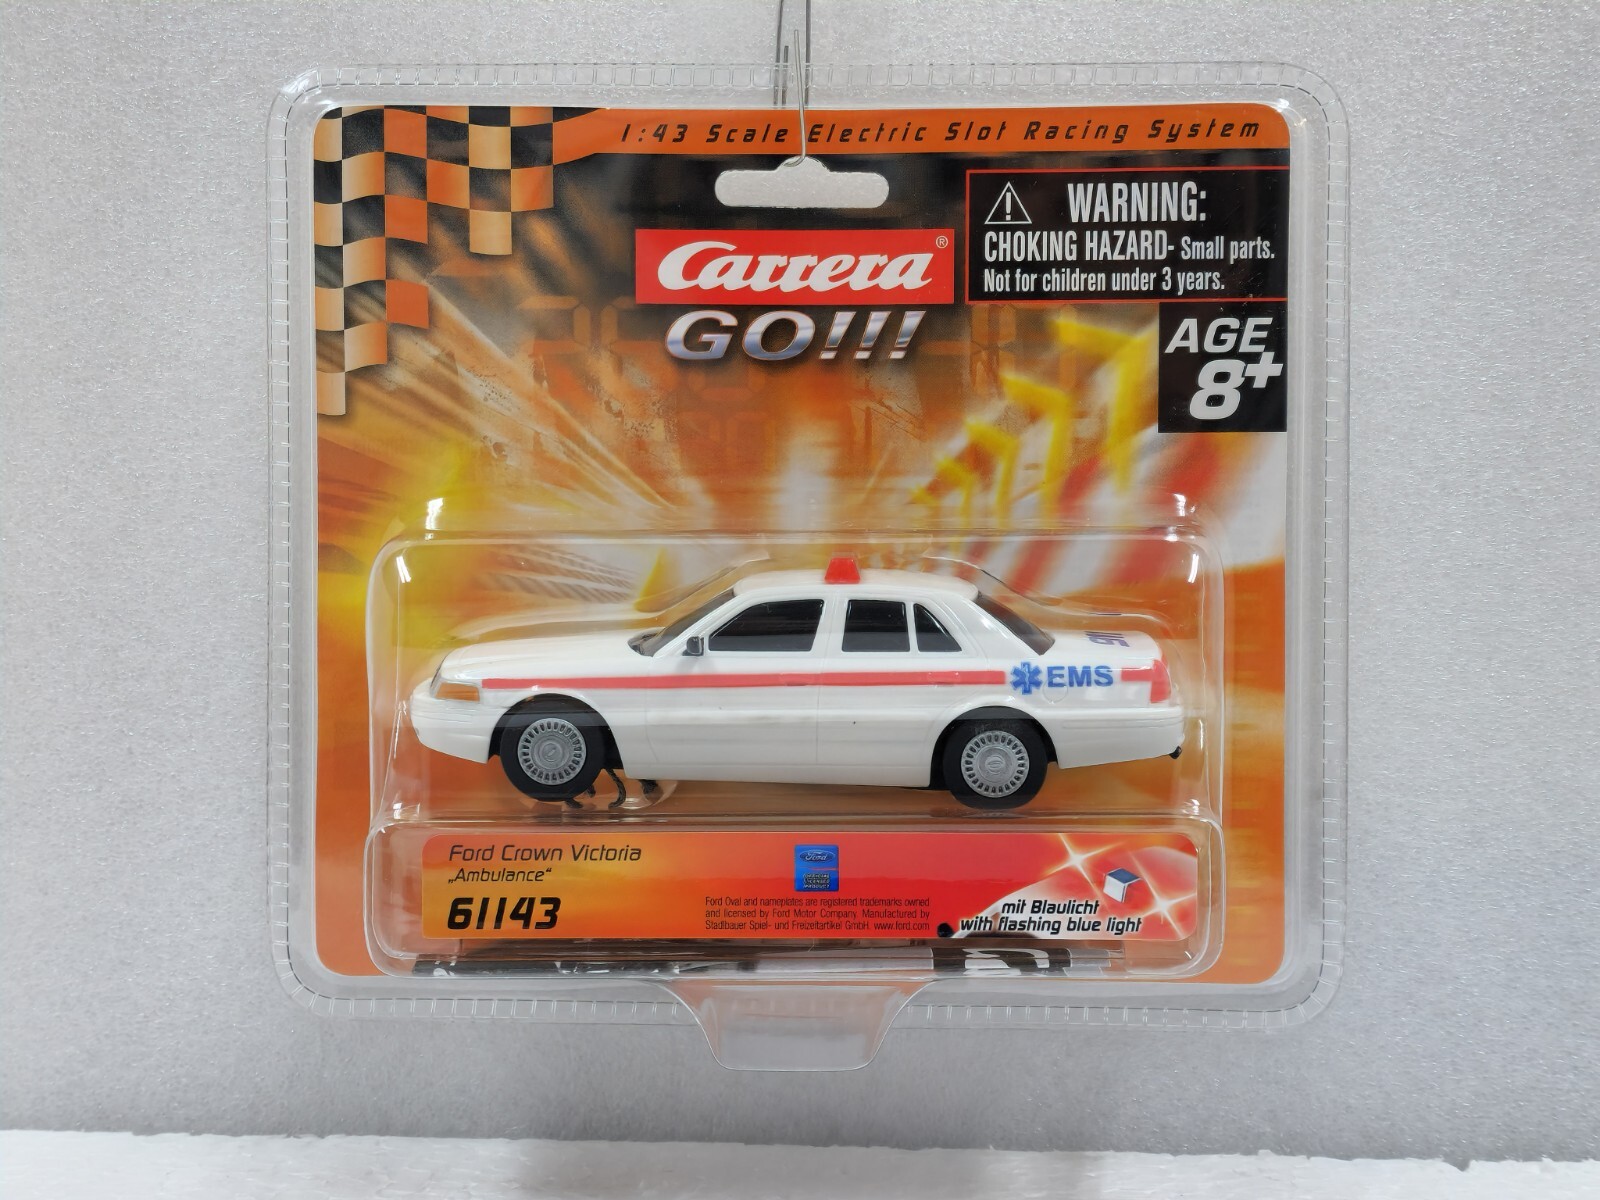 1:43 Scale Electric Slot Racing System
WARNING:
CHOKING HAZARD- Small parts.
Not for children under 3 years.
Carrera®
GO!!!
AGE
8+
911
EMS
Ford Crown Victoria
„Ambulance“
61143
Ford
Ford Oval and nameplates are registered trademarks owned
and licensed by Ford Motor Company. Manufactured by
Stadlbauer Spiel- und Freizeitartikel GmbH. www.ford.com
mit Blaulicht
with flashing blue light